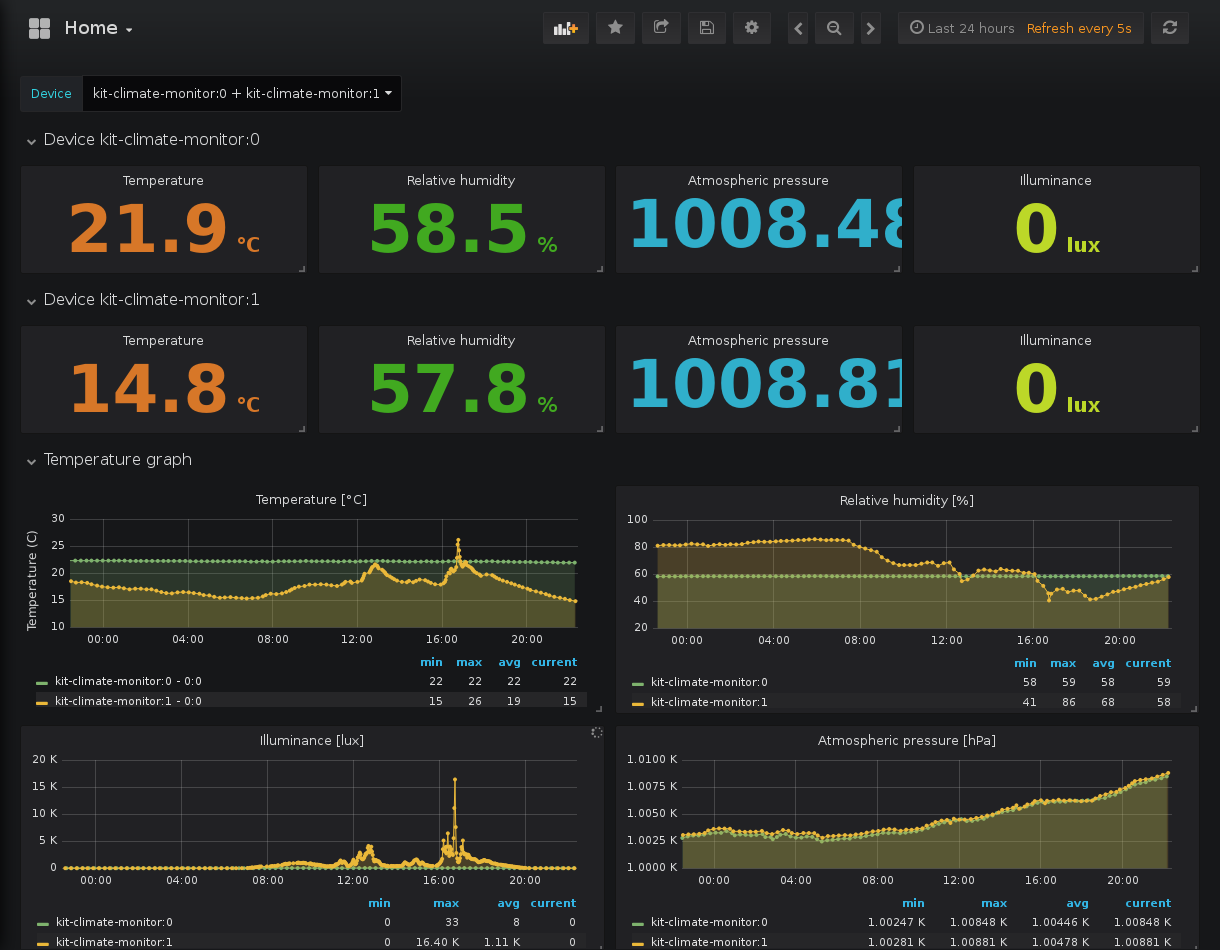 Home
Last 24 hours Refresh every 5s
Device kit-climate-monitor:0 + kit-climate-monitor:1
Device kit-climate-monitor:0
Temperature Relative humidity Atmospheric pressure Illuminance
21.9 °C 58.5 % 1008.48 0 lux
Device kit-climate-monitor:1
Temperature Relative humidity Atmospheric pressure Illuminance
14.8 °C 57.8 % 1008.81 0 lux
Temperature graph
Temperature [°C]
Temperature (C)
30
25
20
15
10
00:00 04:00 08:00 12:00 16:00 20:00
min max avg current
kit-climate-monitor:0 - 0:0 22 22 22 22
kit-climate-monitor:1 - 0:0 15 26 19 15
Relative humidity [%]
100
80
60
40
20
00:00 04:00 08:00 12:00 16:00 20:00
min max avg current
kit-climate-monitor:0 58 59 58 59
kit-climate-monitor:1 41 86 68 58
Illuminance [lux]
20 K
15 K
10 K
5 K
0
00:00 04:00 08:00 12:00 16:00 20:00
min max avg current
kit-climate-monitor:0 0 33 8 0
kit-climate-monitor:1 0 16.40 K 1.11 K 0
Atmospheric pressure [hPa]
1.0100 K
1.0075 K
1.0050 K
1.0025 K
1.0000 K
00:00 04:00 08:00 12:00 16:00 20:00
min max avg current
kit-climate-monitor:0 1.00247 K 1.00848 K 1.00446 K 1.00848 K
kit-climate-monitor:1 1.00281 K 1.00881 K 1.00478 K 1.00881 K